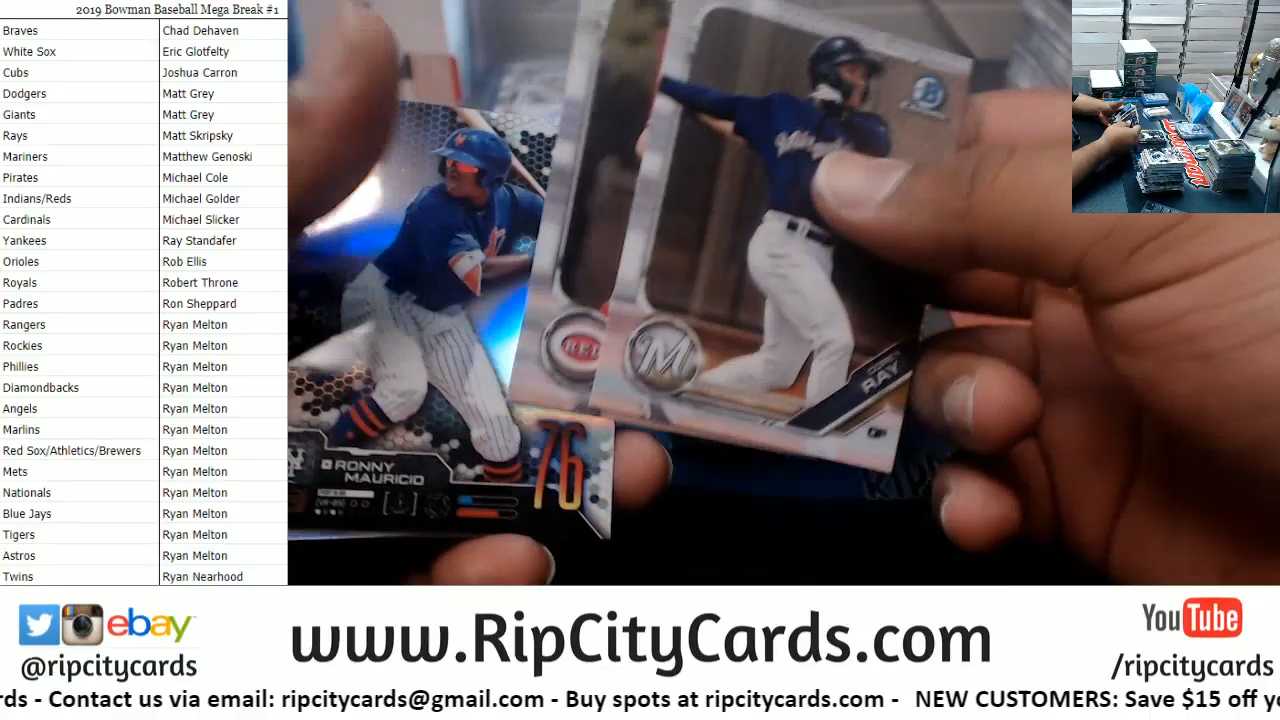 2019 Bowman Baseball Mega Break #1
Braves Chad Dehaven
White Sox Eric Glotfelty
Cubs Joshua Carron
Dodgers Matt Grey
Giants Matt Grey
Rays Matt Skripsky
Mariners Matthew Genoski
Pirates Michael Cole
Indians/Reds Michael Golder
Cardinals Michael Slicker
Yankees Ray Standafer
Orioles Rob Ellis
Royals Robert Throne
Padres Ron Sheppard
Rangers Ryan Melton
Rockies Ryan Melton
Phillies Ryan Melton
Diamondbacks Ryan Melton
Angels Ryan Melton
Marlins Ryan Melton
Red Sox/Athletics/Brewers Ryan Melton
Mets Ryan Melton
Nationals Ryan Melton
Blue Jays Ryan Melton
Tigers Ryan Melton
Astros Ryan Melton
Twins Ryan Nearhood
RAY
M
RONNY
MAURICIO
76
BOWMAN
ebay
@ripcitycards
www.RipCityCards.com
YouTube
/ripcitycards
rds - Contact us via email: ripcitycards@gmail.com - Buy spots at ripcitycards.com - NEW CUSTOMERS: Save $15 off yo